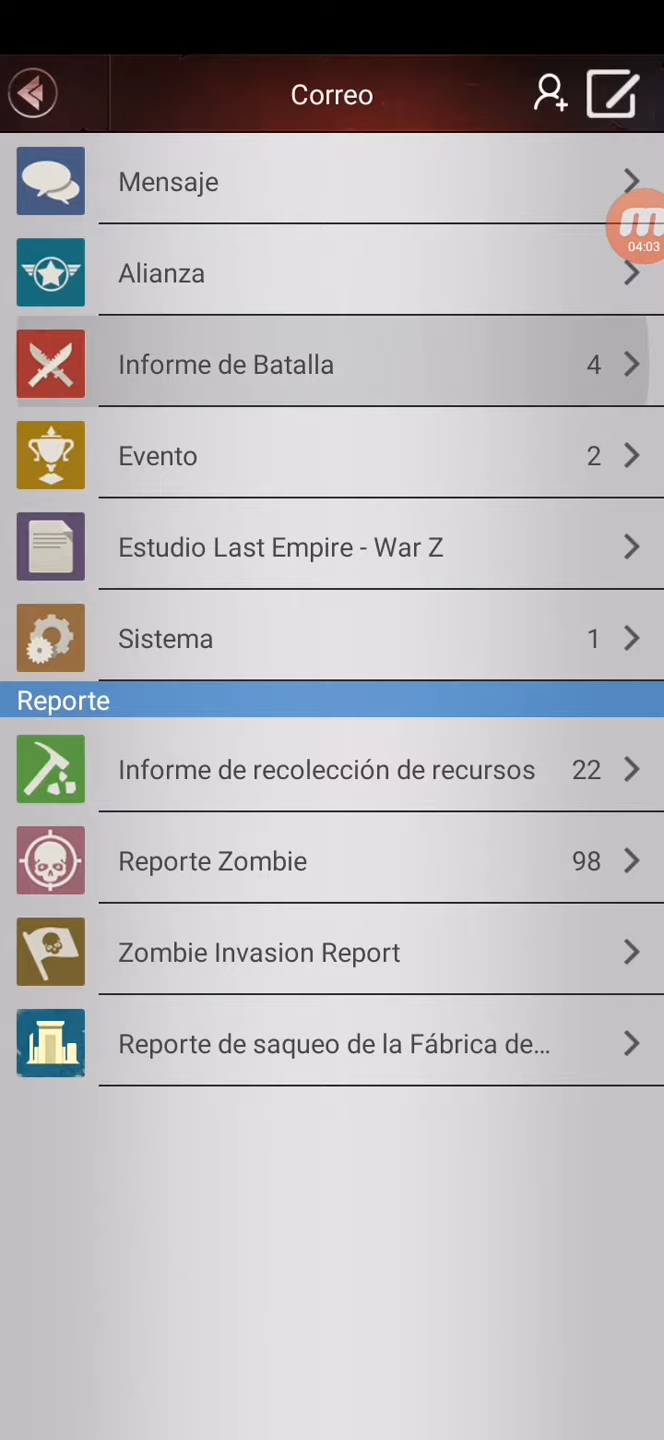 Correo
Mensaje
04:03
Alianza
Informe de Batalla 4
Evento 2
Estudio Last Empire - War Z
Sistema 1
Reporte
Informe de recolección de recursos 22
Reporte Zombie 98
Zombie Invasion Report
Reporte de saqueo de la Fábrica de...